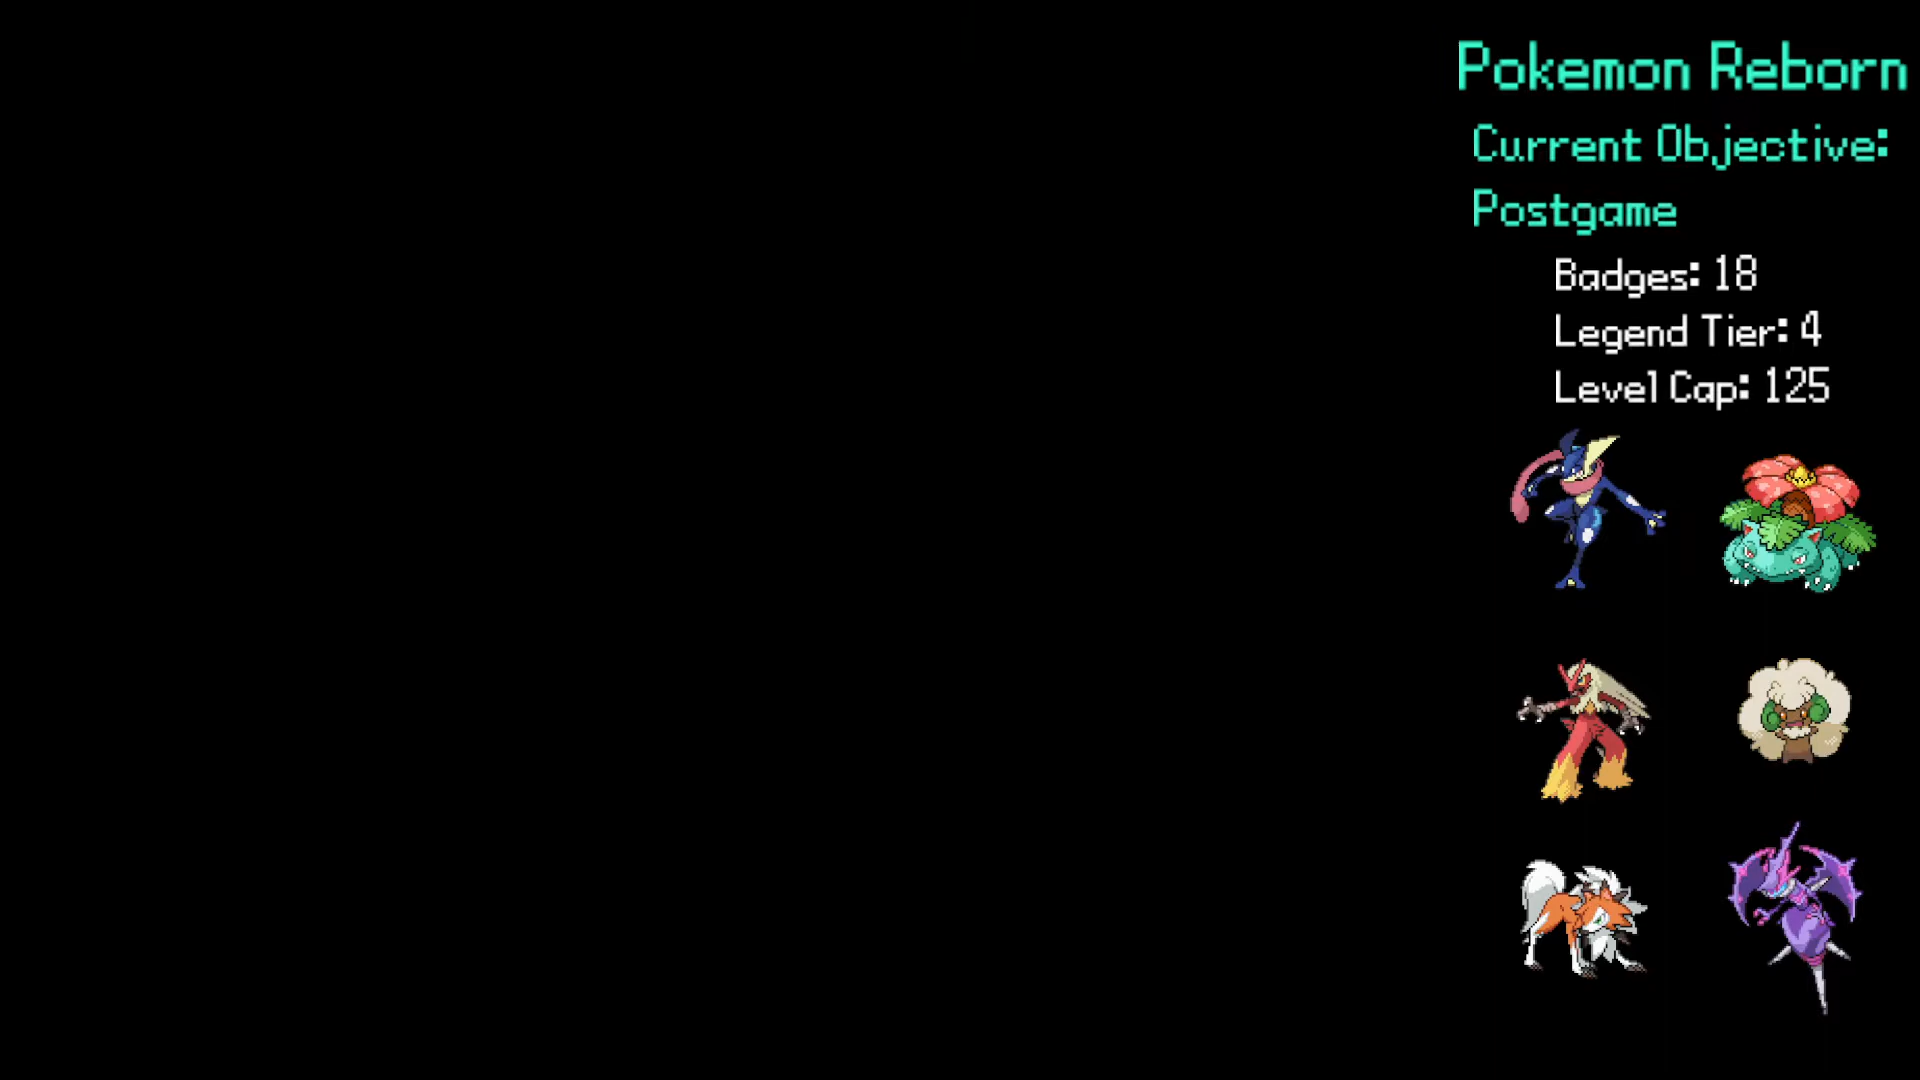 Pokemon Reborn
Current Objective:
Postgame
Badges: 18
Legend Tier: 4
Level Cap: 125